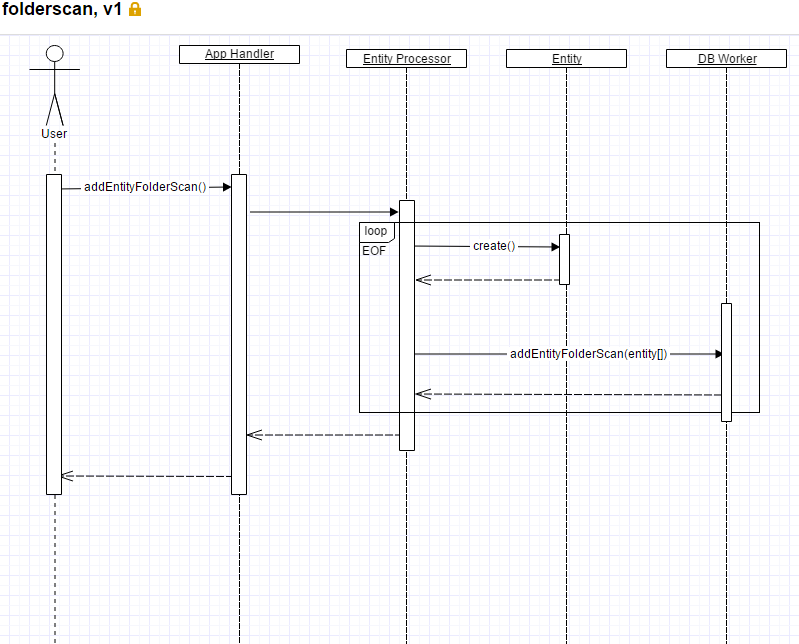 folderscan, v1
App Handler
Entity Processor
Entity
DB Worker
User
addEntityFolderScan()
loop
EOF
create()
addEntityFolderScan(entity[])